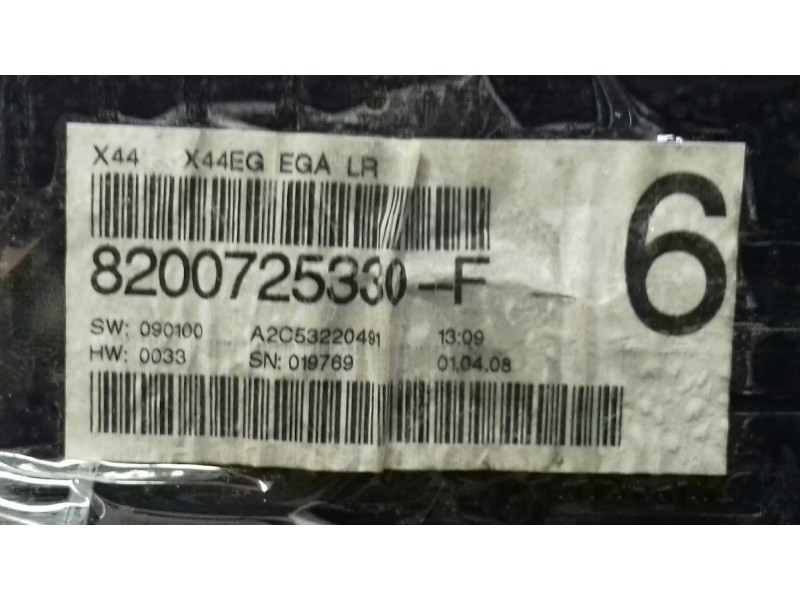 X44 X44EG EGA LR
6
8200725330--F
SW: 090100 A2C53220491 13:09
HW: 0033 SN: 019769 01.04.08